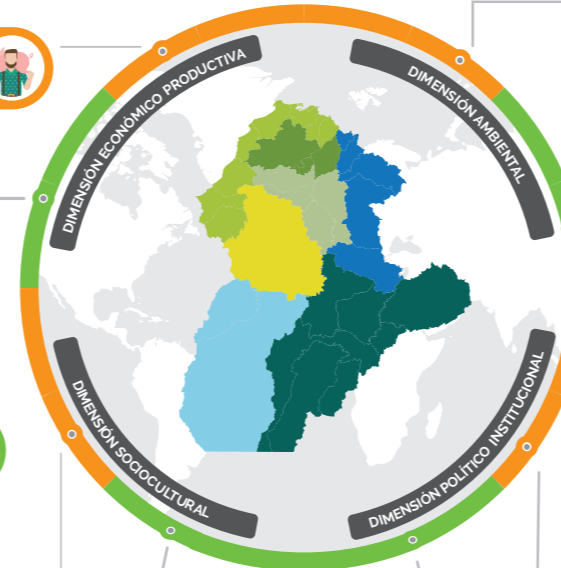 DIMENSIÓN ECONÓMICO PRODUCTIVA
DIMENSIÓN AMBIENTAL
DIMENSIÓN SOCIOCULTURAL
DIMENSIÓN POLÍTICO INSTITUCIONAL